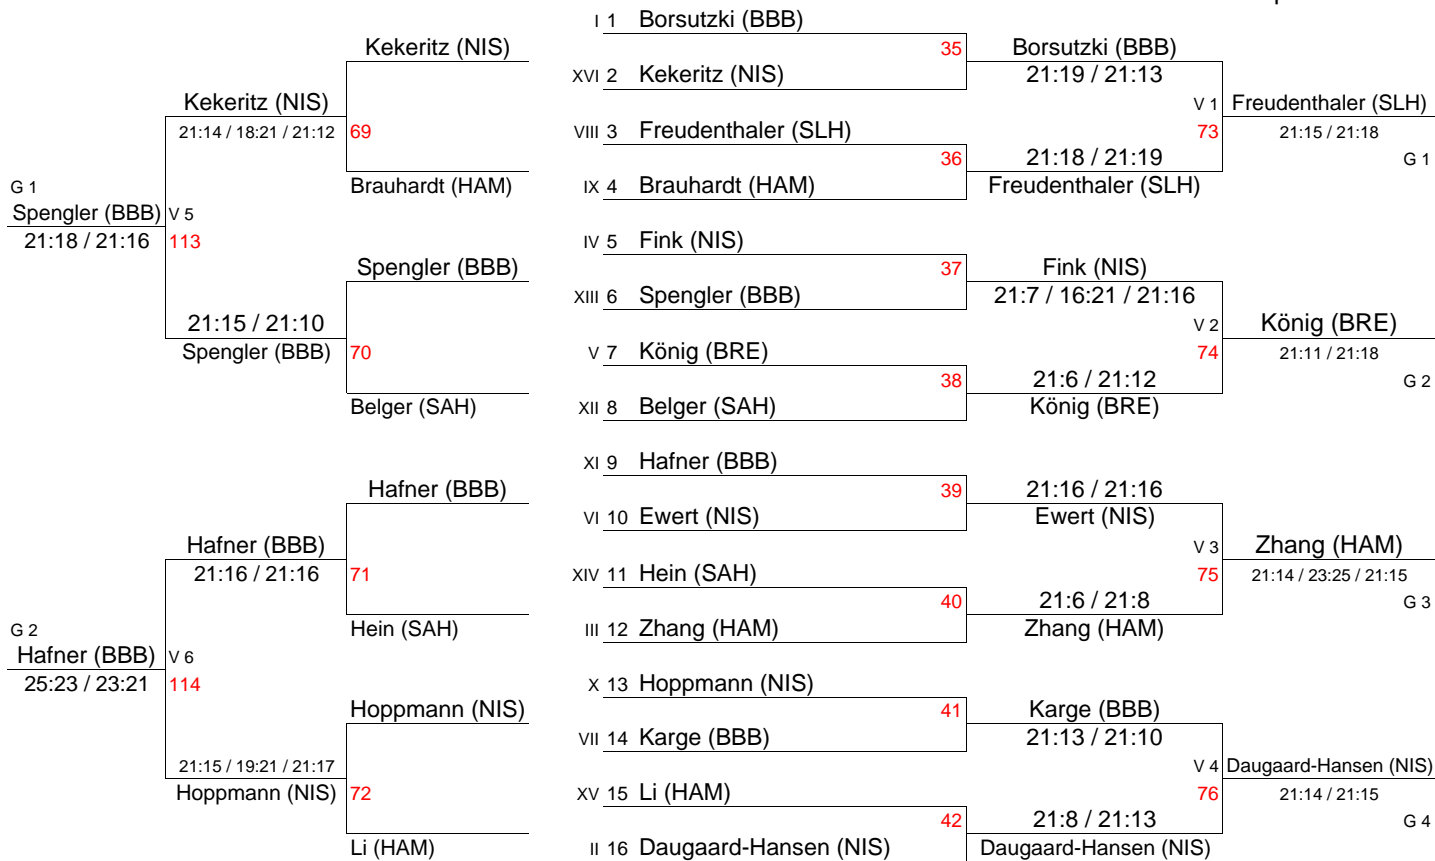 I 1 Borsutzki (BBB)
Kekeritz (NIS) 35 Borsutzki (BBB)
XVI 2 Kekeritz (NIS) 21:19 / 21:13
Kekeritz (NIS) V 1 Freudenthaler (SLH)
21:14 / 18:21 / 21:12 69 VIII 3 Freudenthaler (SLH) 73 21:15 / 21:18
36 21:18 / 21:19 G 1
G 1 Brauhardt (HAM) IX 4 Brauhardt (HAM) Freudenthaler (SLH)
Spengler (BBB) V 5
21:18 / 21:16 113 IV 5 Fink (NIS)
Spengler (BBB) 37 Fink (NIS)
XIII 6 Spengler (BBB) 21:7 / 16:21 / 21:16
21:15 / 21:10 V 2 König (BRE)
Spengler (BBB) 70 V 7 König (BRE) 74 21:11 / 21:18
38 21:6 / 21:12 G 2
Belger (SAH) XII 8 Belger (SAH) König (BRE)
XI 9 Hafner (BBB)
Hafner (BBB) 39 21:16 / 21:16
VI 10 Ewert (NIS) Ewert (NIS)
Hafner (BBB) V 3 Zhang (HAM)
21:16 / 21:16 71 XIV 11 Hein (SAH) 75 21:14 / 23:25 / 21:15
40 21:6 / 21:8 G 3
G 2 Hein (SAH) III 12 Zhang (HAM) Zhang (HAM)
Hafner (BBB) V 6
25:23 / 23:21 114 X 13 Hoppmann (NIS)
Hoppmann (NIS) 41 Karge (BBB)
VII 14 Karge (BBB) 21:13 / 21:10
21:15 / 19:21 / 21:17 V 4 Daugaard-Hansen (NIS)
Hoppmann (NIS) 72 XV 15 Li (HAM) 76 21:14 / 21:15
42 21:8 / 21:13 G 4
Li (HAM) II 16 Daugaard-Hansen (NIS) Daugaard-Hansen (NIS)